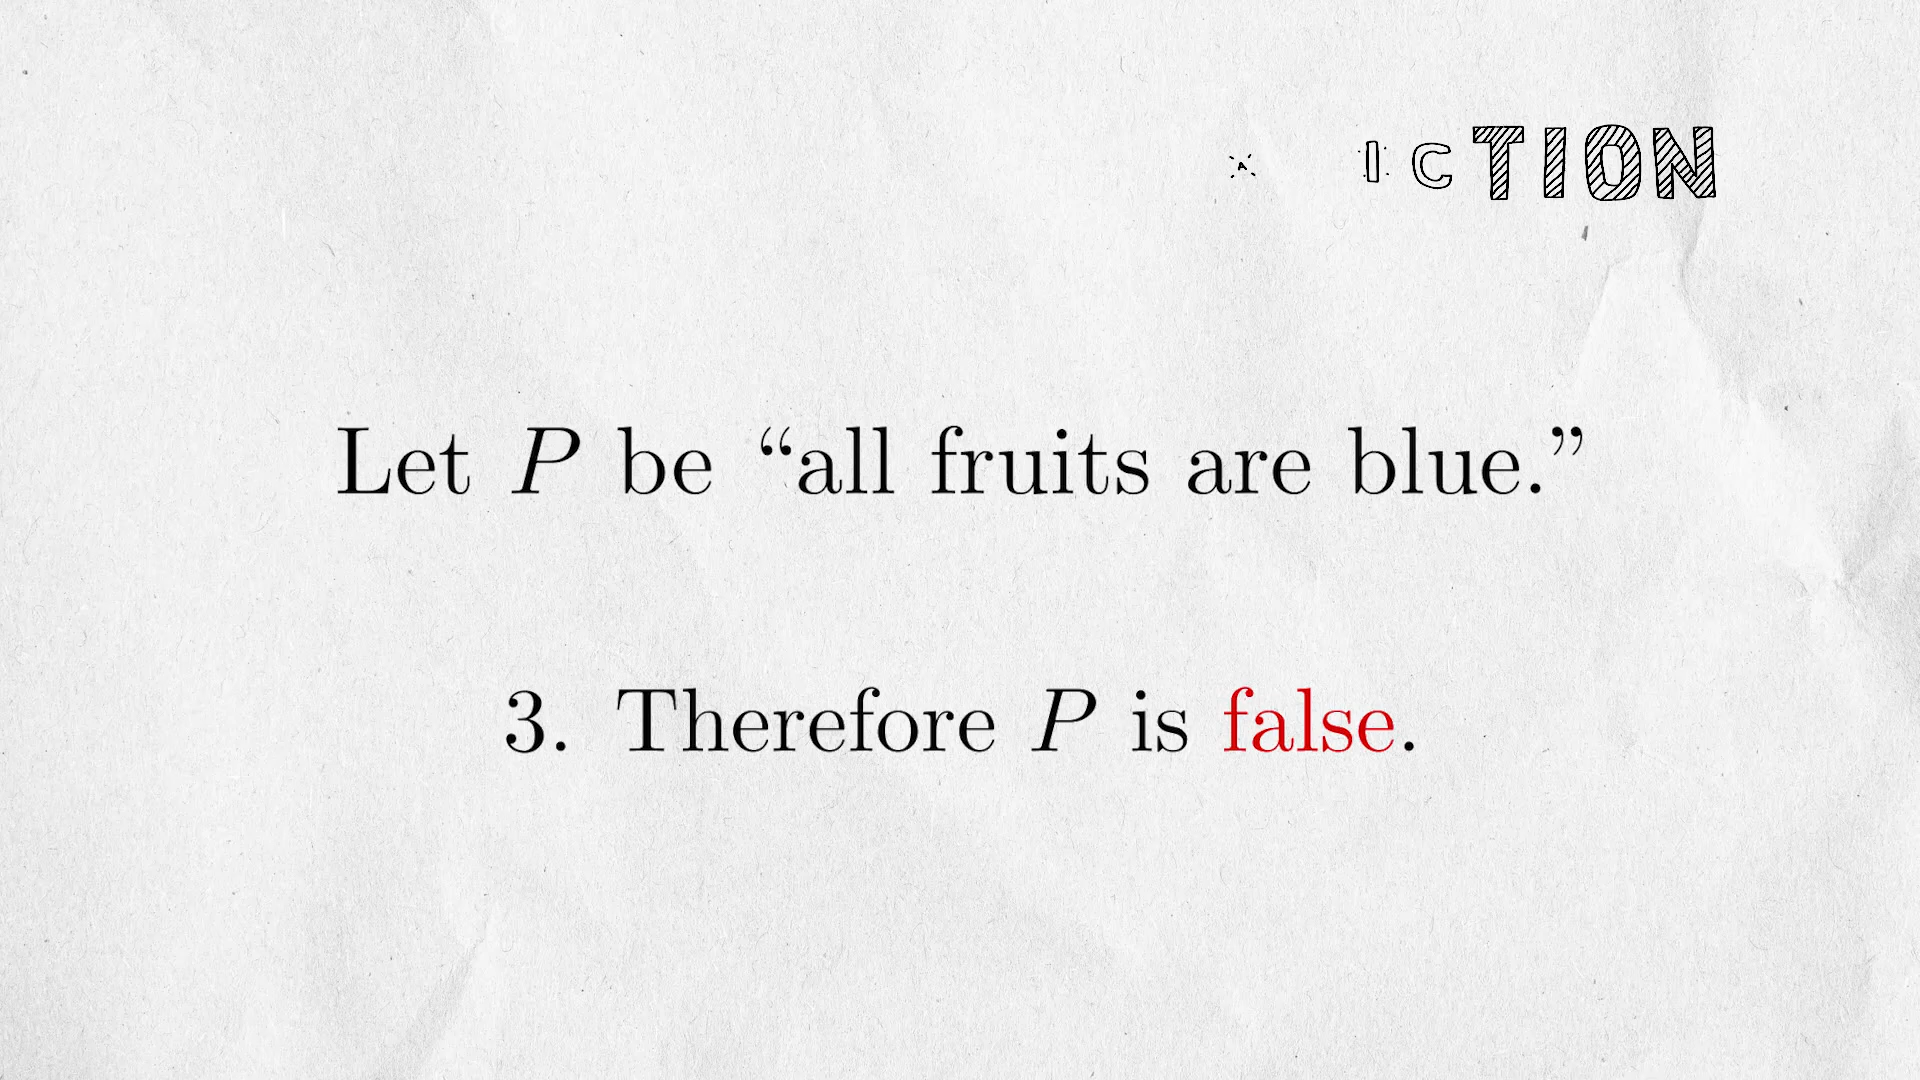 A ICTION
Let P be “all fruits are blue.”
3. Therefore P is false.